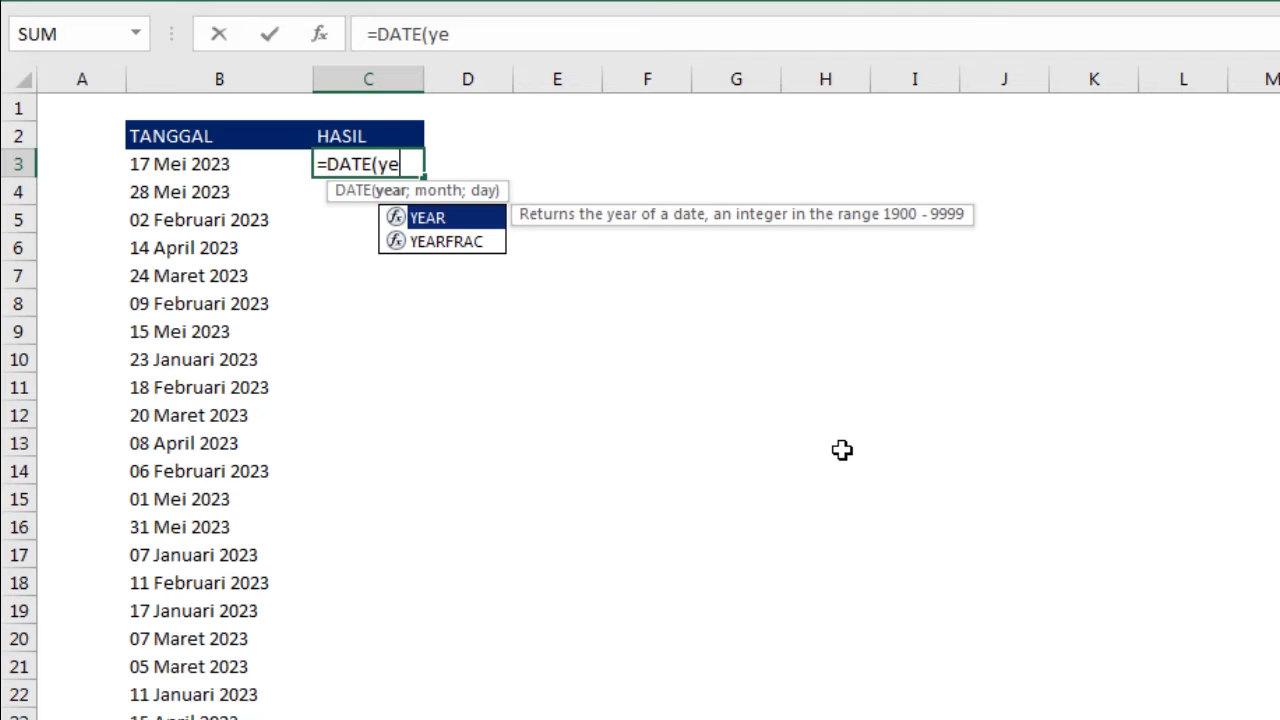 SUM
fx
=DATE(ye
A B C D E F G H I J K L M
1
2 TANGGAL HASIL
3 17 Mei 2023 =DATE(ye
4 28 Mei 2023 DATE(year; month; day)
YEAR Returns the year of a date, an integer in the range 1900 - 9999
5 02 Februari 2023
YEARFRAC
6 14 April 2023
7 24 Maret 2023
8 09 Februari 2023
9 15 Mei 2023
10 23 Januari 2023
11 18 Februari 2023
12 20 Maret 2023
13 08 April 2023
14 06 Februari 2023
15 01 Mei 2023
16 31 Mei 2023
17 07 Januari 2023
18 11 Februari 2023
19 17 Januari 2023
20 07 Maret 2023
21 05 Maret 2023
22 11 Januari 2023
15 April 2023